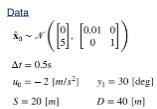 Data
x̂₀ ~ 𝒩 ([0 5], [0.01 0 0 1])
Δt = 0.5s
u₀ = −2 [m/s²] y₁ = 30 [deg]
S = 20 [m] D = 40 [m]